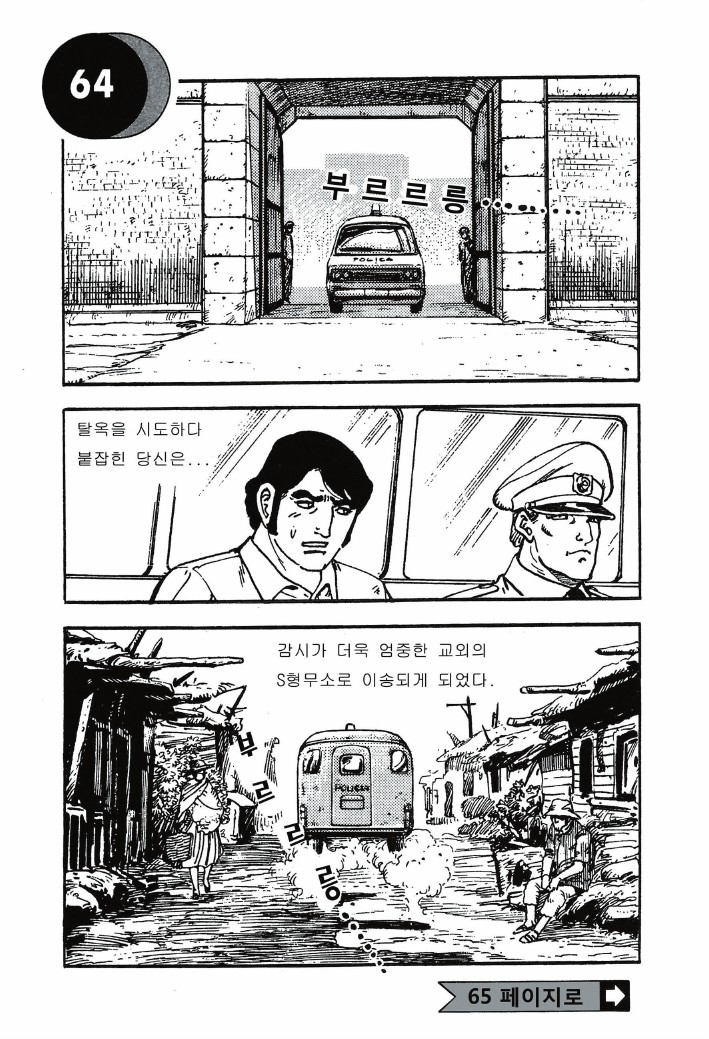 64
부르르릉
POLICA
탈옥을 시도하다
붙잡힌 당신은...
감시가 더욱 엄중한 교외의
S형무소로 이송되게 되었다.
부르르릉
65 페이지로